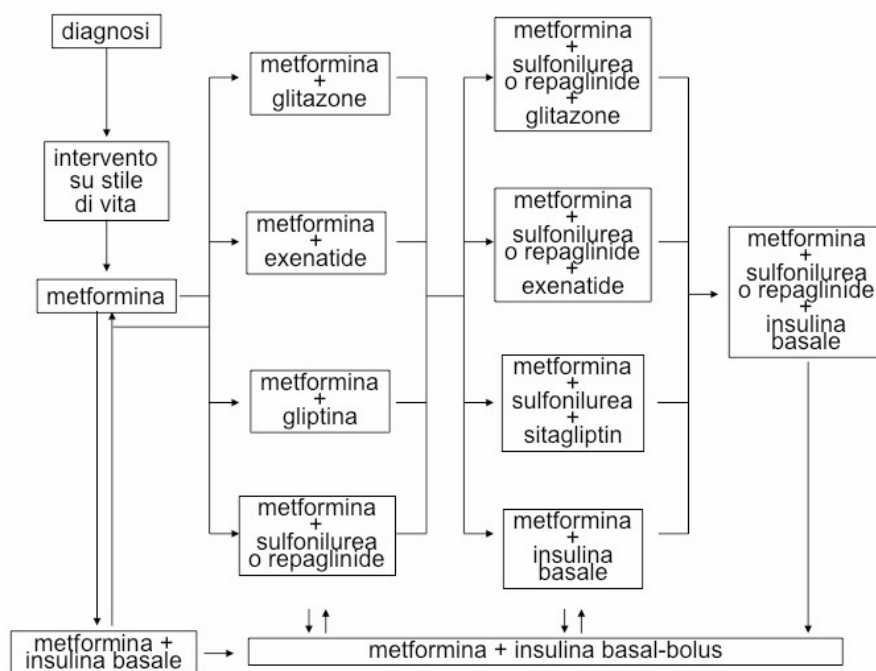 diagnosi
intervento
su stile
di vita
metformina
metformina +
insulina basale
metformina
+
glitazone
metformina
+
exenatide
metformina
+
gliptina
metformina
+
sulfonilurea
o repaglinide
metformina
+
sulfonilurea
o repaglinide
+
glitazone
metformina
+
sulfonilurea
o repaglinide
+
exenatide
metformina
+
sulfonilurea
+
sitagliptin
metformina
+
insulina
basale
metformina
+
sulfonilurea
o repaglinide
+
insulina
basale
metformina + insulina basal-bolus